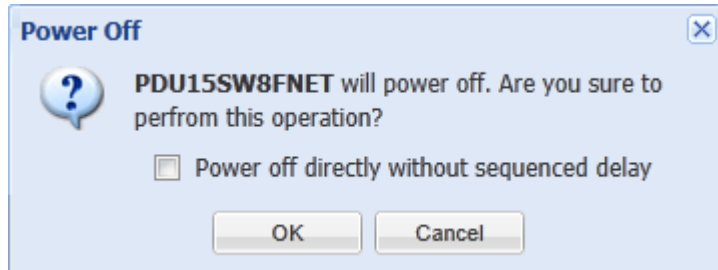 Power Off
PDU15SW8FNET will power off. Are you sure to
perfrom this operation?
Power off directly without sequenced delay
OK
Cancel